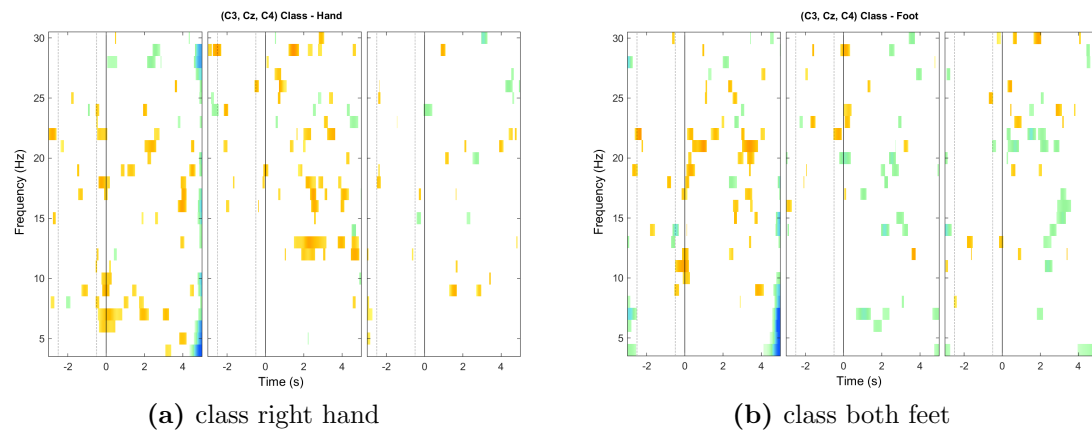 (C3, Cz, C4) Class - Hand
30
25
20
15
10
5
Frequency (Hz)
-2 0 2 4 -2 0 2 4 -2 0 2 4
Time (s)
(a) class right hand
(C3, Cz, C4) Class - Foot
30
25
20
15
10
5
Frequency (Hz)
-2 0 2 4 -2 0 2 4 -2 0 2 4
Time (s)
(b) class both feet